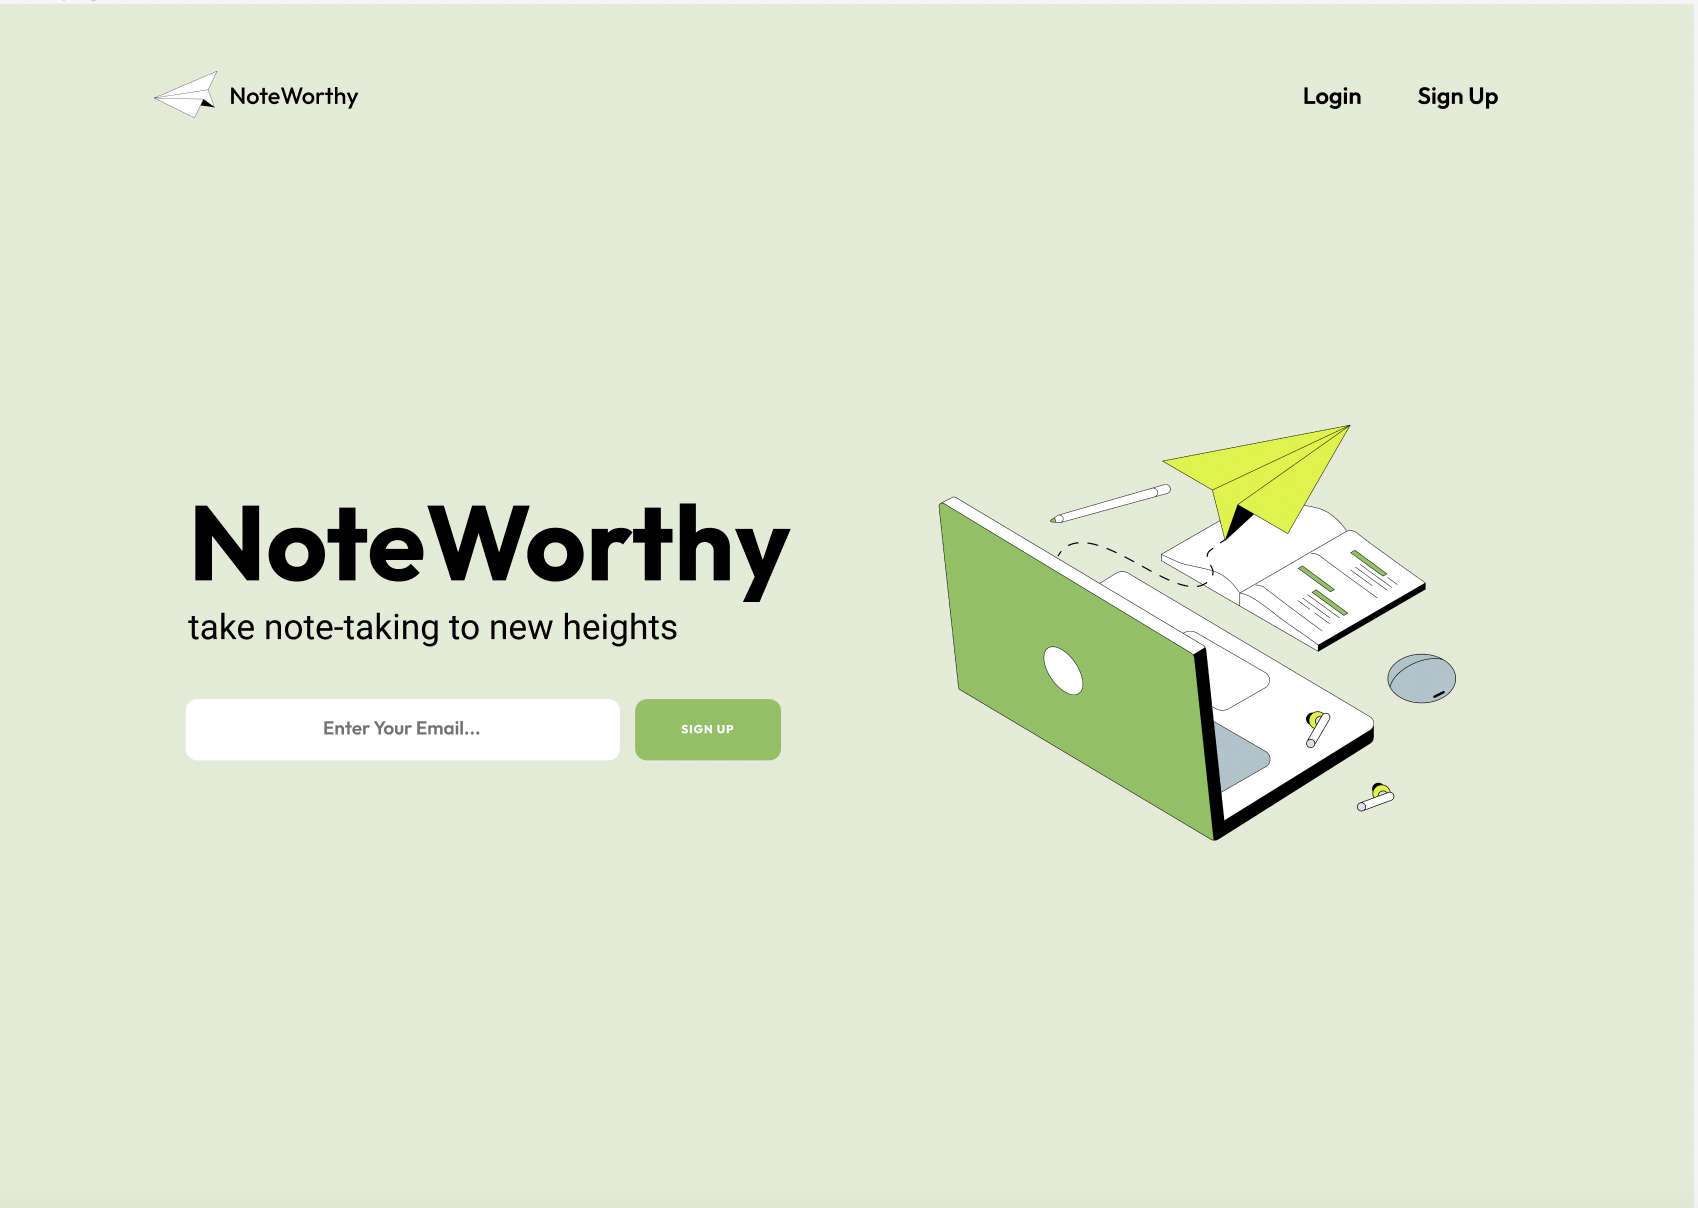 NoteWorthy
Login
Sign Up
NoteWorthy
take note-taking to new heights
Enter Your Email...
SIGN UP